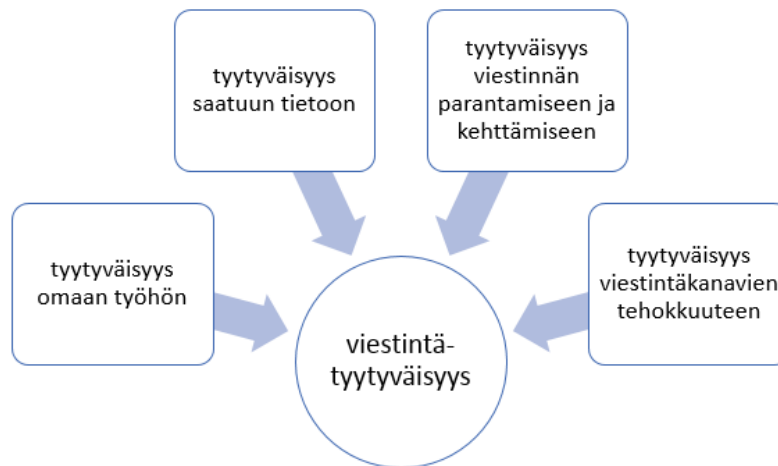 tyytyväisyys
saatuun tietoon
tyytyväisyys
viestinnän
parantamiseen ja
kehttämiseen
tyytyväisyys
omaan työhön
tyytyväisyys
viestintäkanavien
tehokkuuteen
viestintä-
tyytyväisyys